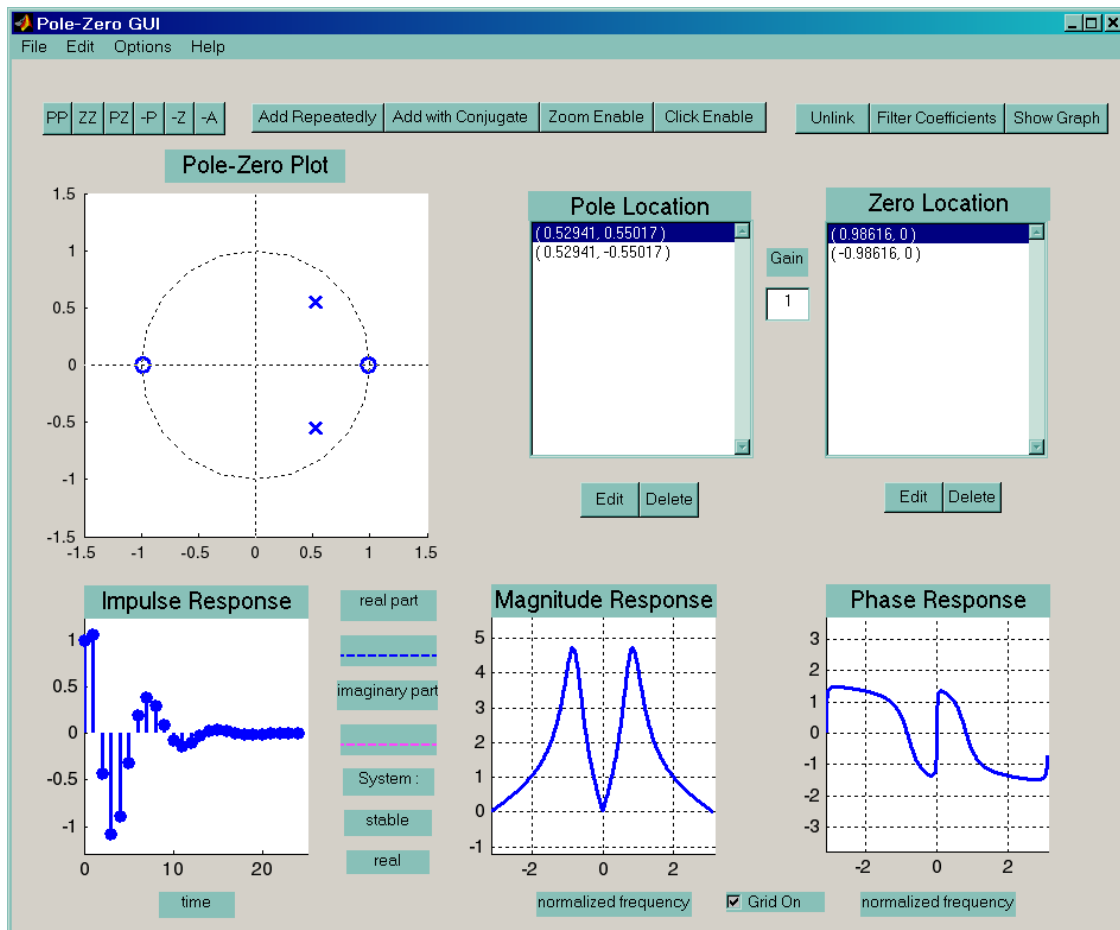 Pole-Zero GUI
File Edit Options Help
PP ZZ PZ -P -Z -A Add Repeatedly Add with Conjugate Zoom Enable Click Enable Unlink Filter Coefficients Show Graph
Pole-Zero Plot
1.5
1
0.5
0
-0.5
-1
-1.5
-1.5 -1 -0.5 0 0.5 1 1.5
Pole Location
( 0.52941, 0.55017 )
( 0.52941, -0.55017 )
Edit Delete
Gain
1
Zero Location
( 0.98616, 0 )
( -0.98616, 0 )
Edit Delete
Impulse Response
1
0.5
0
-0.5
-1
0 10 20
time
real part
imaginary part
System :
stable
real
Magnitude Response
5
4
3
2
1
0
-1
-2 0 2
normalized frequency
Grid On
Phase Response
3
2
1
0
-1
-2
-3
-2 0 2
normalized frequency